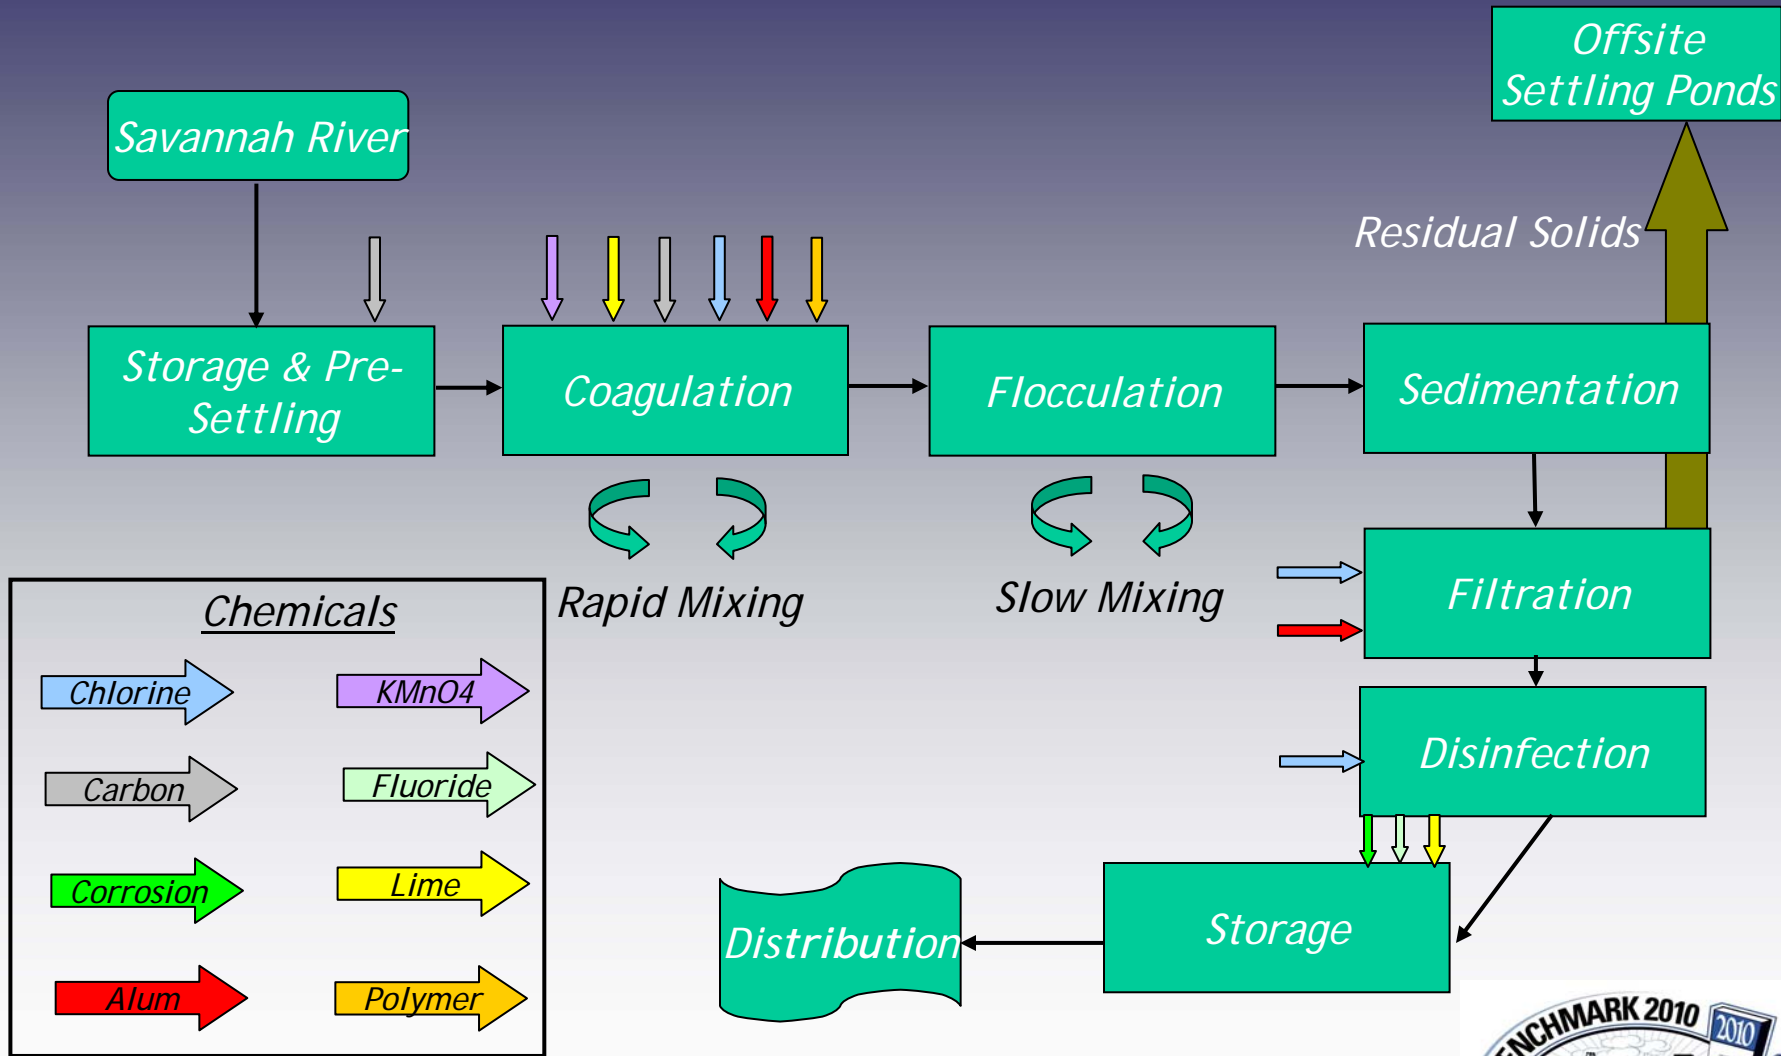 Offsite
Settling Ponds
Savannah River
Residual Solids
Storage & Pre-
Settling
Coagulation
Flocculation
Sedimentation
Rapid Mixing
Slow Mixing
Filtration
Chemicals
Chlorine
KMnO4
Carbon
Fluoride
Corrosion
Lime
Alum
Polymer
Disinfection
Storage
Distribution
NCHMARK 2010
2010